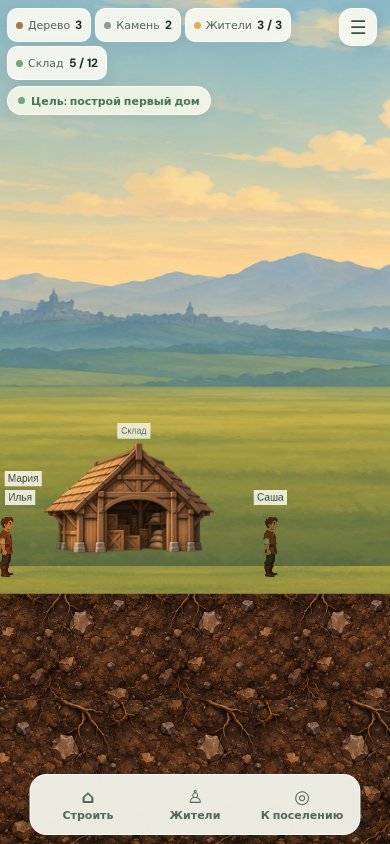 Дерево 3
Камень 2
Жители 3 / 3
Склад 5 / 12
Цель: построй первый дом
Склад
Мария
Илья
Саша
Строить
Жители
К поселению